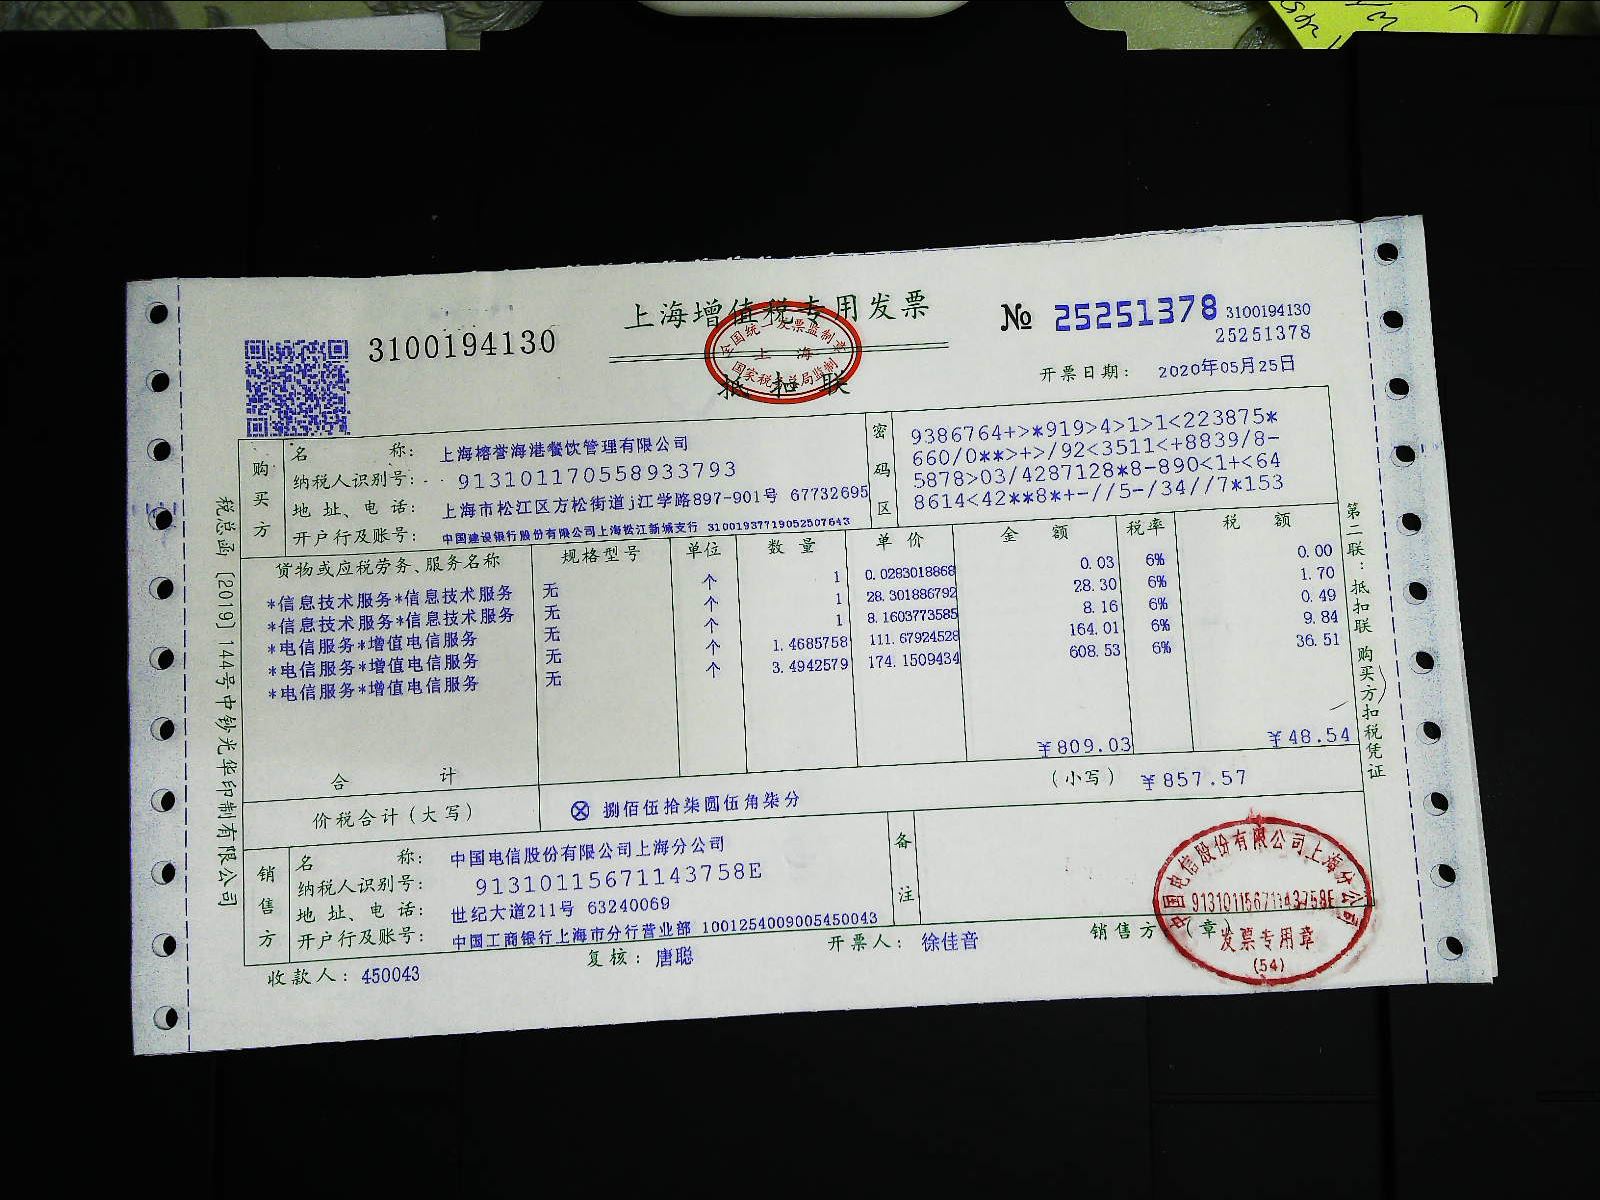 上海增值税专用发票
3100194130
№ 25251378
3100194130
25251378
全国统一发票监制章
上海
国家税务总局监制
抵扣联
开票日期: 2020年05月25日
购买方
名称: 上海榕誉海港餐饮管理有限公司
纳税人识别号: 913101170558933793
地址、电话: 上海市松江区方松街道j江学路897-901号 67732695
开户行及账号: 中国建设银行股份有限公司上海松江新城支行 31001937719052507643
密码区
9386764+>*919>4>1>1<223875*
660/0**>+>/92<3511<+8839/8-
5878>03/4287128*8-890<1+<64
8614<42**8*+-//5-/34//7*153
货物或应税劳务、服务名称 规格型号 单位 数量 单价 金额 税率 税额
*信息技术服务*信息技术服务 无 个 1 0.0283018868 0.03 6% 0.00
*信息技术服务*信息技术服务 无 个 1 28.301886792 28.30 6% 1.70
*电信服务*增值电信服务 无 个 1 8.1603773585 8.16 6% 0.49
*电信服务*增值电信服务 无 个 1.4685758 111.67924528 164.01 6% 9.84
*电信服务*增值电信服务 无 个 3.4942579 174.1509434 608.53 6% 36.51
合计 ¥809.03 ¥48.54
价税合计(大写) ⊗捌佰伍拾柒圆伍角柒分 (小写) ¥857.57
销售方
名称: 中国电信股份有限公司上海分公司
纳税人识别号: 91310115671143758E
地址、电话: 世纪大道211号 63240069
开户行及账号: 中国工商银行上海市分行营业部 1001254009005450043
备注
收款人: 450043 复核: 唐聪 开票人: 徐佳音 销售方 章)
中国电信股份有限公司上海分公司
91310115671143758E
发票专用章
(54)
税总函[2019]144号中钞光华印制有限公司
第二联:抵扣联 购买方扣税凭证